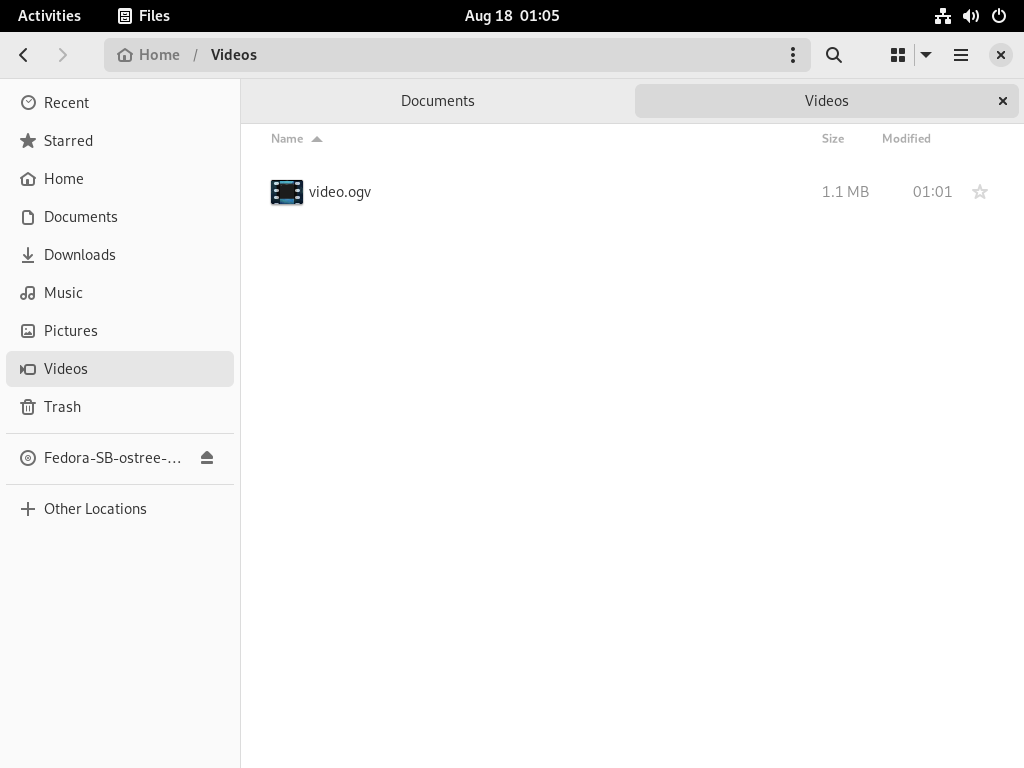 Activities Files Aug 18 01:05
Home / Videos
Recent
Starred
Home
Documents
Downloads
Music
Pictures
Videos
Trash
Fedora-SB-ostree-...
Other Locations
Documents Videos
Name Size Modified
video.ogv 1.1 MB 01:01